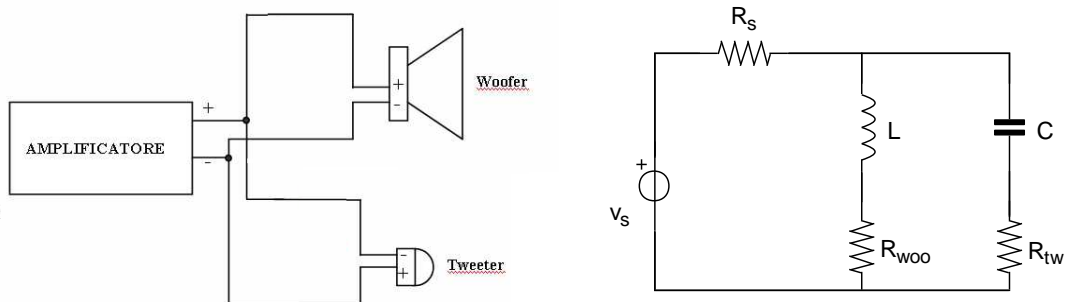 AMPLIFICATORE
+
-
+
-
Woofer
-
+
Tweeter
Rs
L
C
+
vs
Rwoo
Rtw